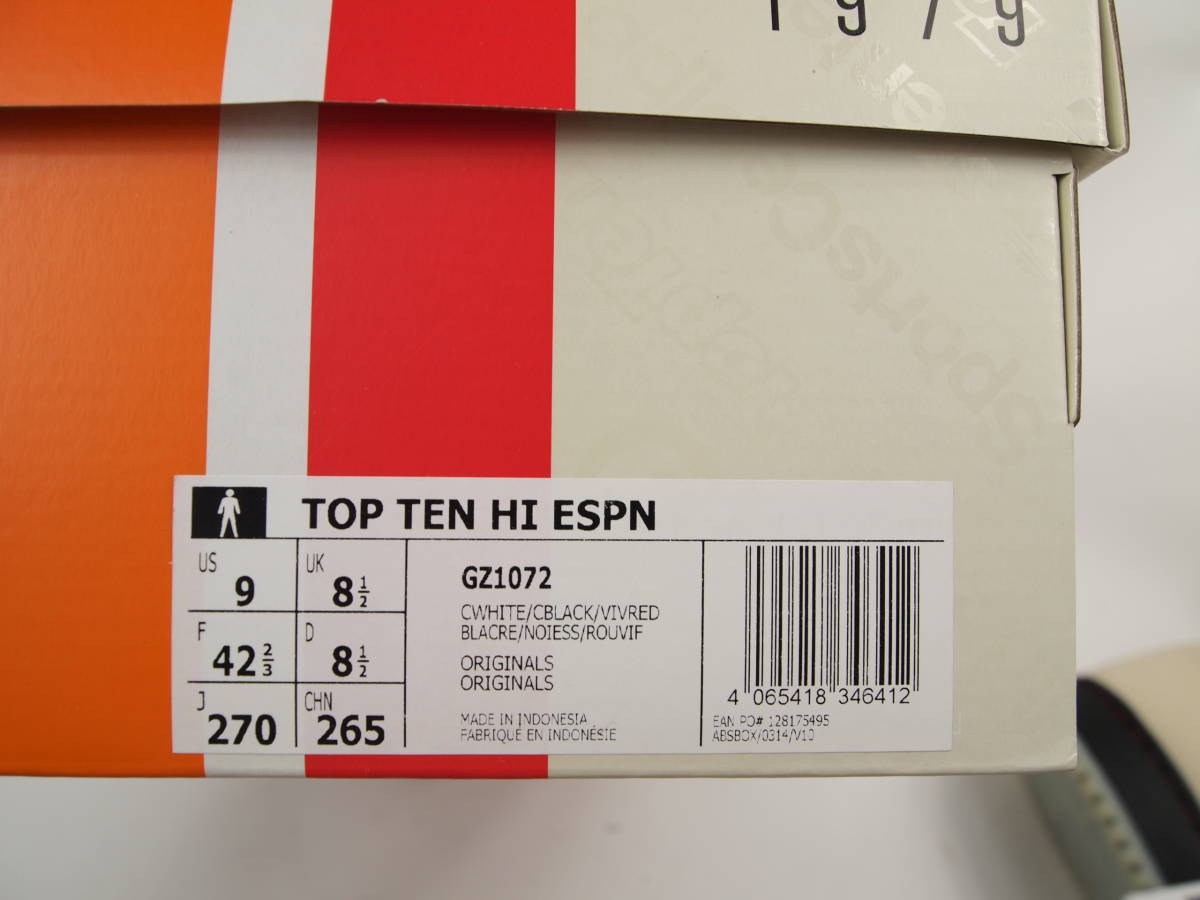 1979
sportsCenter
TOP TEN HI ESPN
US 9
UK 8 1/2
F 42 2/3
D 8 1/2
J 270
CHN 265
GZ1072
CWHITE/CBLACK/VIVRED
BLACRE/NOIESS/ROUVIF
ORIGINALS
ORIGINALS
MADE IN INDONESIA
FABRIQUÉ EN INDONÉSIE
4 065418 346412
EAN PO# 128175495
ABSBOX/0314/V10